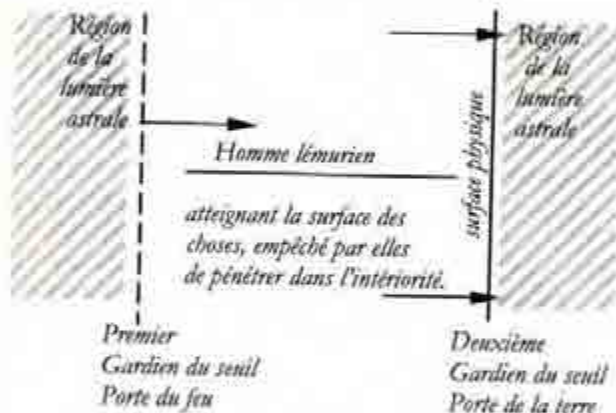 Région
de la
lumière
astrale
Région
de la
lumière
astrale
surface physique
Homme lémurien
atteignant la surface des
choses, empêché par elles
de pénétrer dans l'intériorité.
Premier
Gardien du seuil
Porte du feu
Deuxième
Gardien du seuil
Porte de la terre